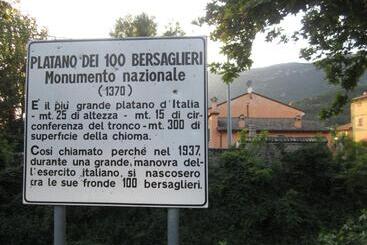 PLATANO DEI 100 BERSAGLIERI
Monumento nazionale
(1370)
E' il più grande platano d'Italia
- mt. 25 di altezza - mt. 15 di cir-
conferenza del tronco - mt. 300 di
superficie della chioma.
Così chiamato perché nel 1937,
durante una grande manovra del-
l'esercito italiano, si nascosero
tra le sue fronde 100 bersaglieri.